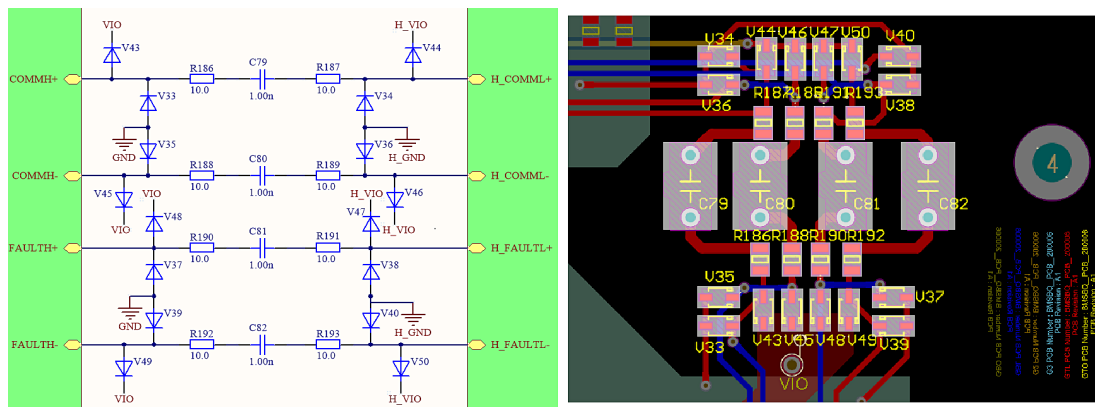 VIO
H_VIO
V43
V44
COMMH+
R186
C79
R187
H_COMML+
10.0
1.00n
10.0
V33
V34
GND
H_GND
V35
V36
COMMH-
R188
C80
R189
H_COMML-
10.0
1.00n
10.0
V45
VIO
V48
VIO
H_VIO
V47
V46
H_VIO
FAULTH+
R190
C81
R191
H_FAULTL+
10.0
1.00n
10.0
V37
V38
GND
H_GND
V39
V40
FAULTH-
R192
C82
R193
H_FAULTL-
10.0
1.00n
10.0
V49
V50
VIO
H_VIO
V34
V44
V46
V47
V50
V40
V36
V38
R187
R193
4
C79
C80
C81
C82
R186
R188
R190
R192
V35
V37
V33
V43
V45
V48
V49
V39
VIO